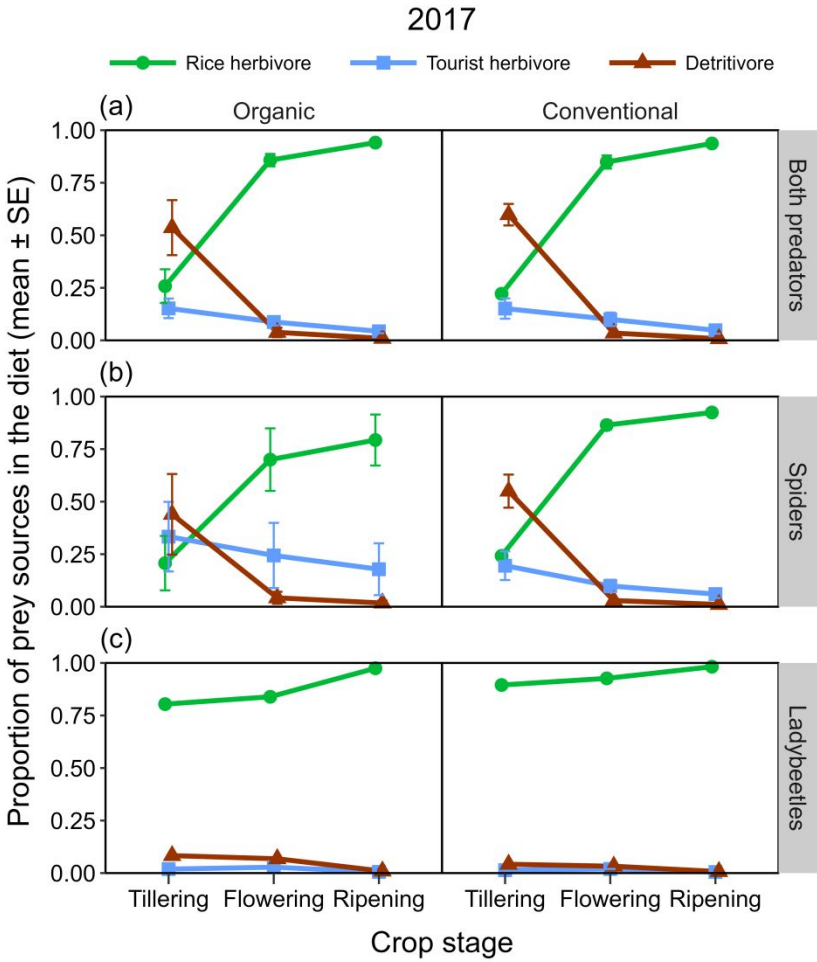 2017
Rice herbivore Tourist herbivore Detritivore
(a)
Organic Conventional
1.00
0.75
0.50
0.25
0.00
Both predators
(b)
1.00
0.75
0.50
0.25
0.00
Spiders
(c)
1.00
0.75
0.50
0.25
0.00
Ladybeetles
Proportion of prey sources in the diet (mean ± SE)
Tillering Flowering Ripening Tillering Flowering Ripening
Crop stage